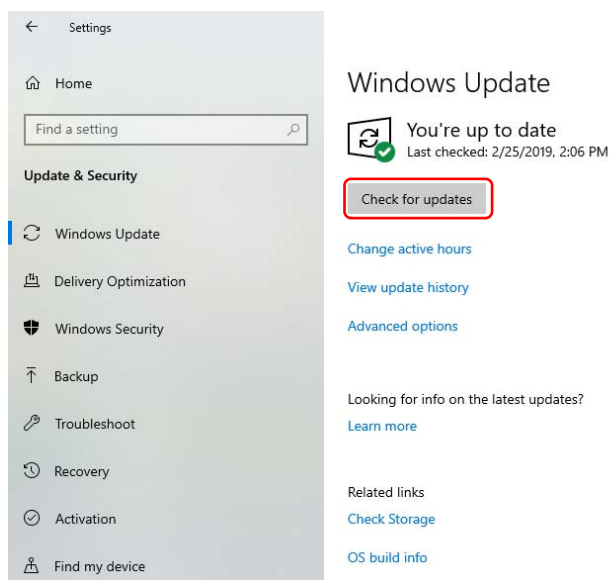 Settings
Home
Find a setting
Update & Security
Windows Update
Delivery Optimization
Windows Security
Backup
Troubleshoot
Recovery
Activation
Find my device
Windows Update
You're up to date
Last checked: 2/25/2019, 2:06 PM
Check for updates
Change active hours
View update history
Advanced options
Looking for info on the latest updates?
Learn more
Related links
Check Storage
OS build info